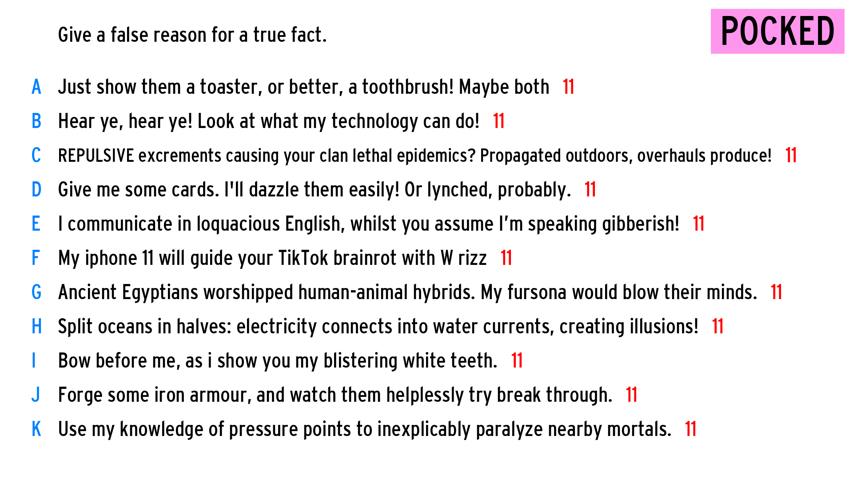 Give a false reason for a true fact.
POCKED
A Just show them a toaster, or better, a toothbrush! Maybe both 11
B Hear ye, hear ye! Look at what my technology can do! 11
C REPULSIVE excrements causing your clan lethal epidemics? Propagated outdoors, overhauls produce! 11
D Give me some cards. I'll dazzle them easily! Or lynched, probably. 11
E I communicate in loquacious English, whilst you assume I'm speaking gibberish! 11
F My iphone 11 will guide your TikTok brainrot with W rizz 11
G Ancient Egyptians worshipped human-animal hybrids. My fursona would blow their minds. 11
H Split oceans in halves: electricity connects into water currents, creating illusions! 11
I Bow before me, as i show you my blistering white teeth. 11
J Forge some iron armour, and watch them helplessly try break through. 11
K Use my knowledge of pressure points to inexplicably paralyze nearby mortals. 11